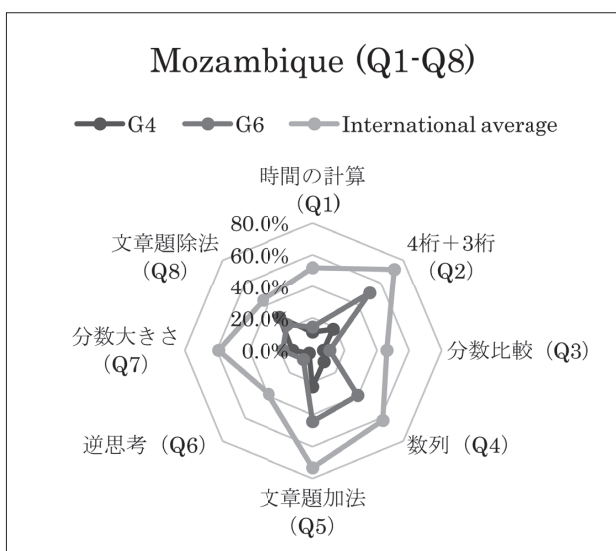 Mozambique (Q1-Q8)
G4 G6 International average
時間の計算
(Q1)
80.0%
60.0%
40.0%
20.0%
0.0%
4桁＋3桁
(Q2)
分数比較（Q3）
数列（Q4）
文章題加法
(Q5)
逆思考（Q6）
分数大きさ
(Q7)
文章題除法
(Q8)